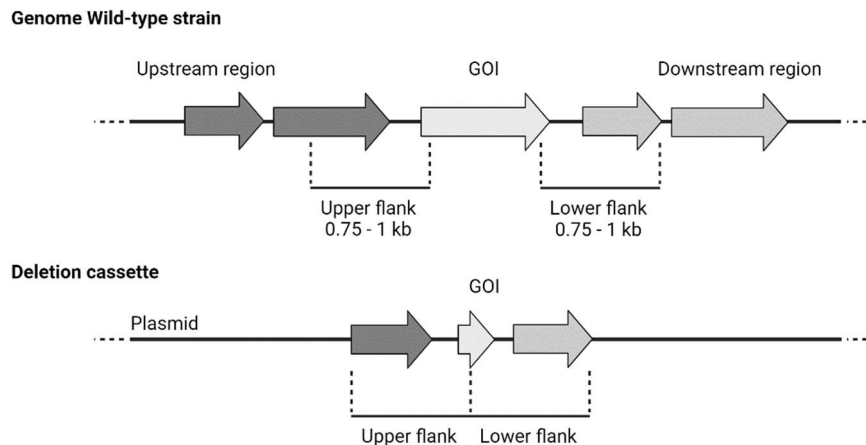 Genome Wild-type strain
Upstream region
GOI
Downstream region
Upper flank
0.75 - 1 kb
Lower flank
0.75 - 1 kb
Deletion cassette
GOI
Plasmid
Upper flank
Lower flank